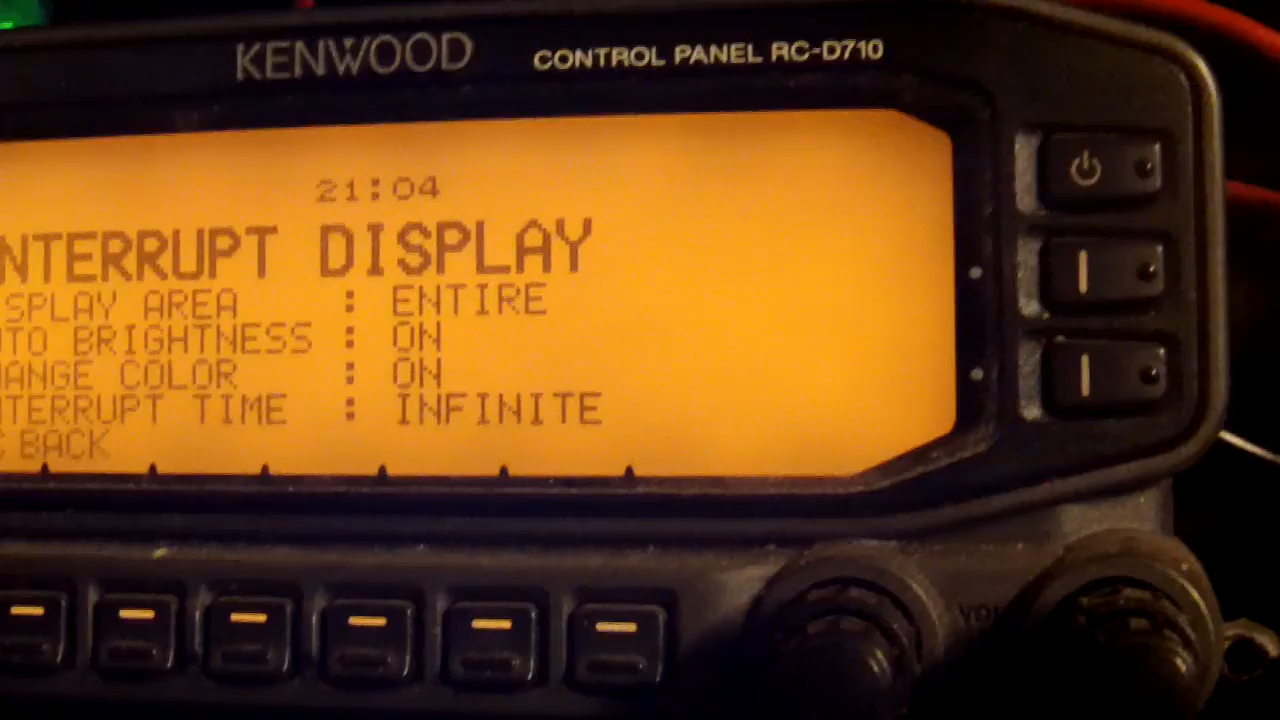 KENWOOD CONTROL PANEL RC-D710
21:04
NTERRUPT DISPLAY
SPLAY AREA : ENTIRE
TO BRIGHTNESS : ON
ANGE COLOR : ON
TERRUPT TIME : INFINITE
BACK